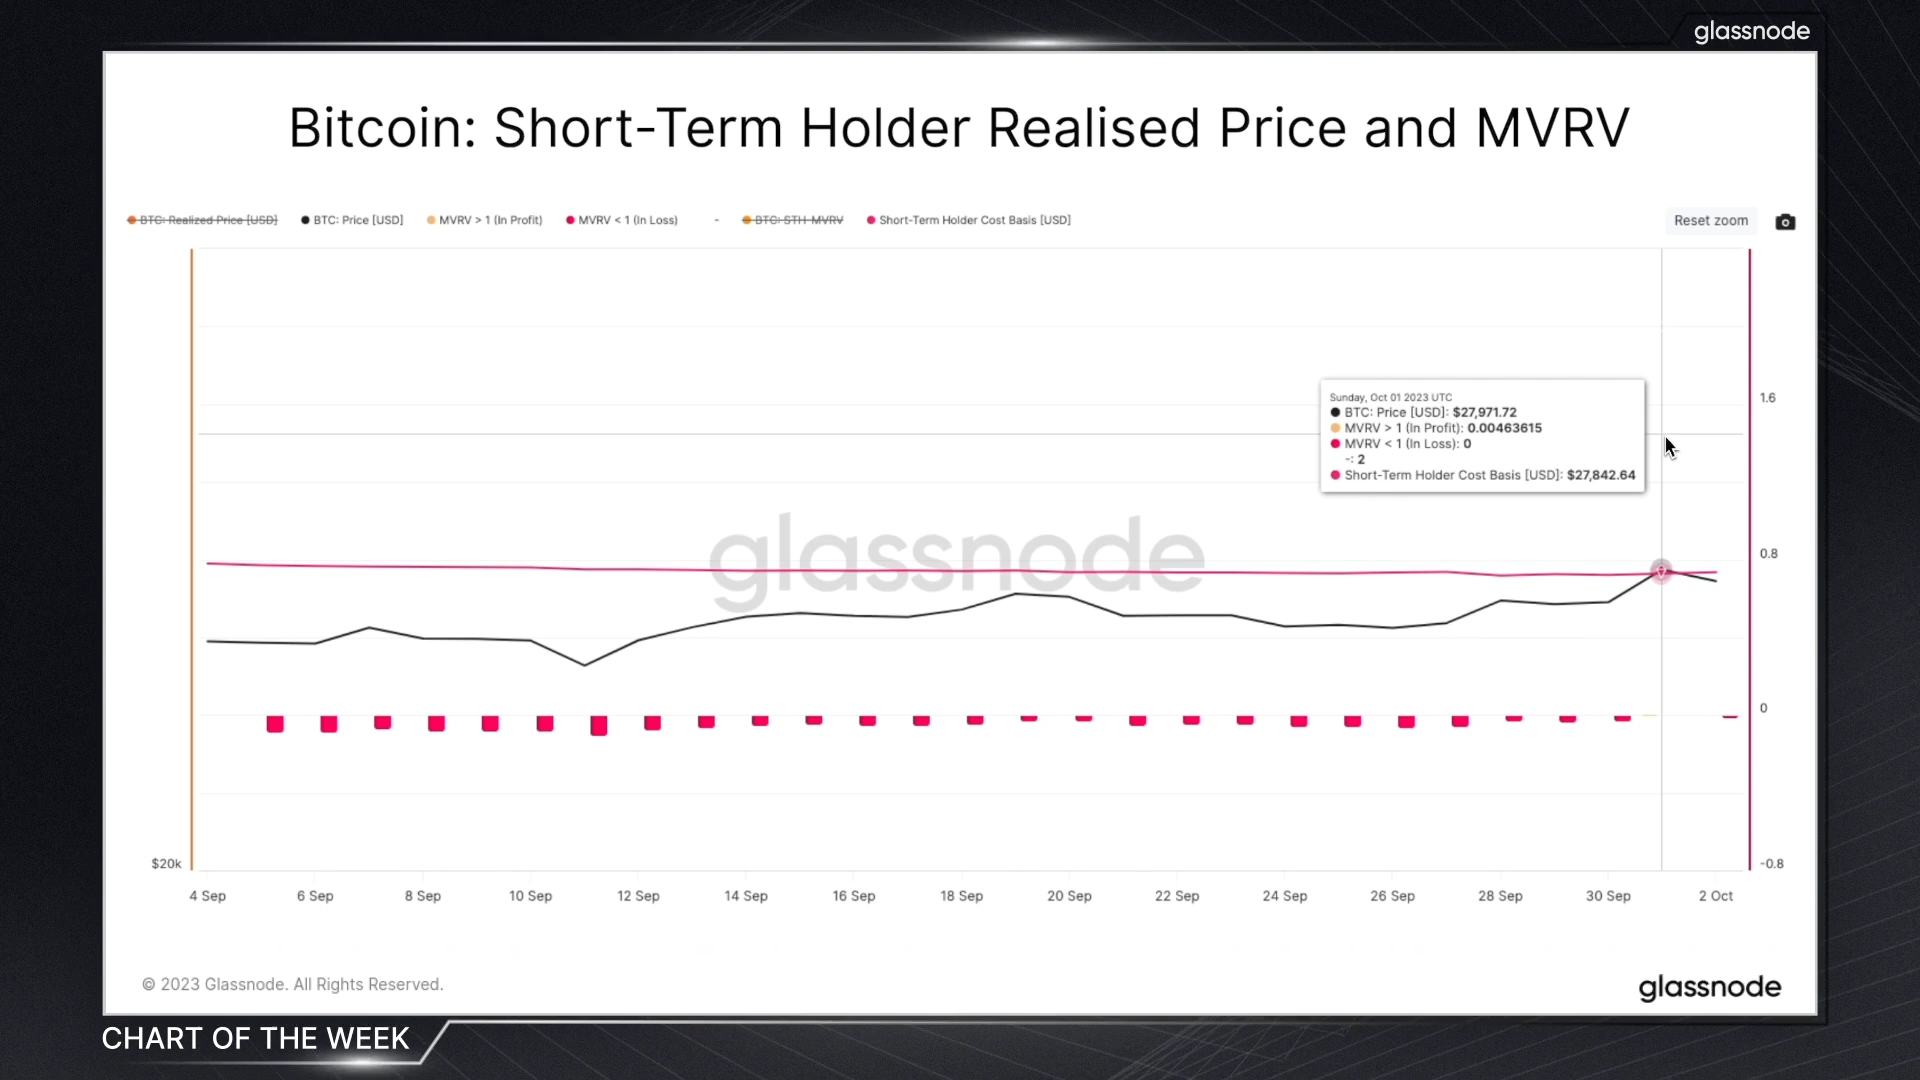 glassnode
Bitcoin: Short-Term Holder Realised Price and MVRV
BTC: Realized Price [USD] BTC: Price [USD] MVRV > 1 (In Profit) MVRV < 1 (In Loss) - BTC: STH-MVRV Short-Term Holder Cost Basis [USD] Reset zoom
1.6
Sunday, Oct 01 2023 UTC
BTC: Price [USD]: $27,971.72
MVRV > 1 (In Profit): 0.00463615
MVRV < 1 (In Loss): 0
-: 2
Short-Term Holder Cost Basis [USD]: $27,842.64
glassnode
0.8
0
$20k -0.8
4 Sep 6 Sep 8 Sep 10 Sep 12 Sep 14 Sep 16 Sep 18 Sep 20 Sep 22 Sep 24 Sep 26 Sep 28 Sep 30 Sep 2 Oct
© 2023 Glassnode. All Rights Reserved. glassnode
CHART OF THE WEEK